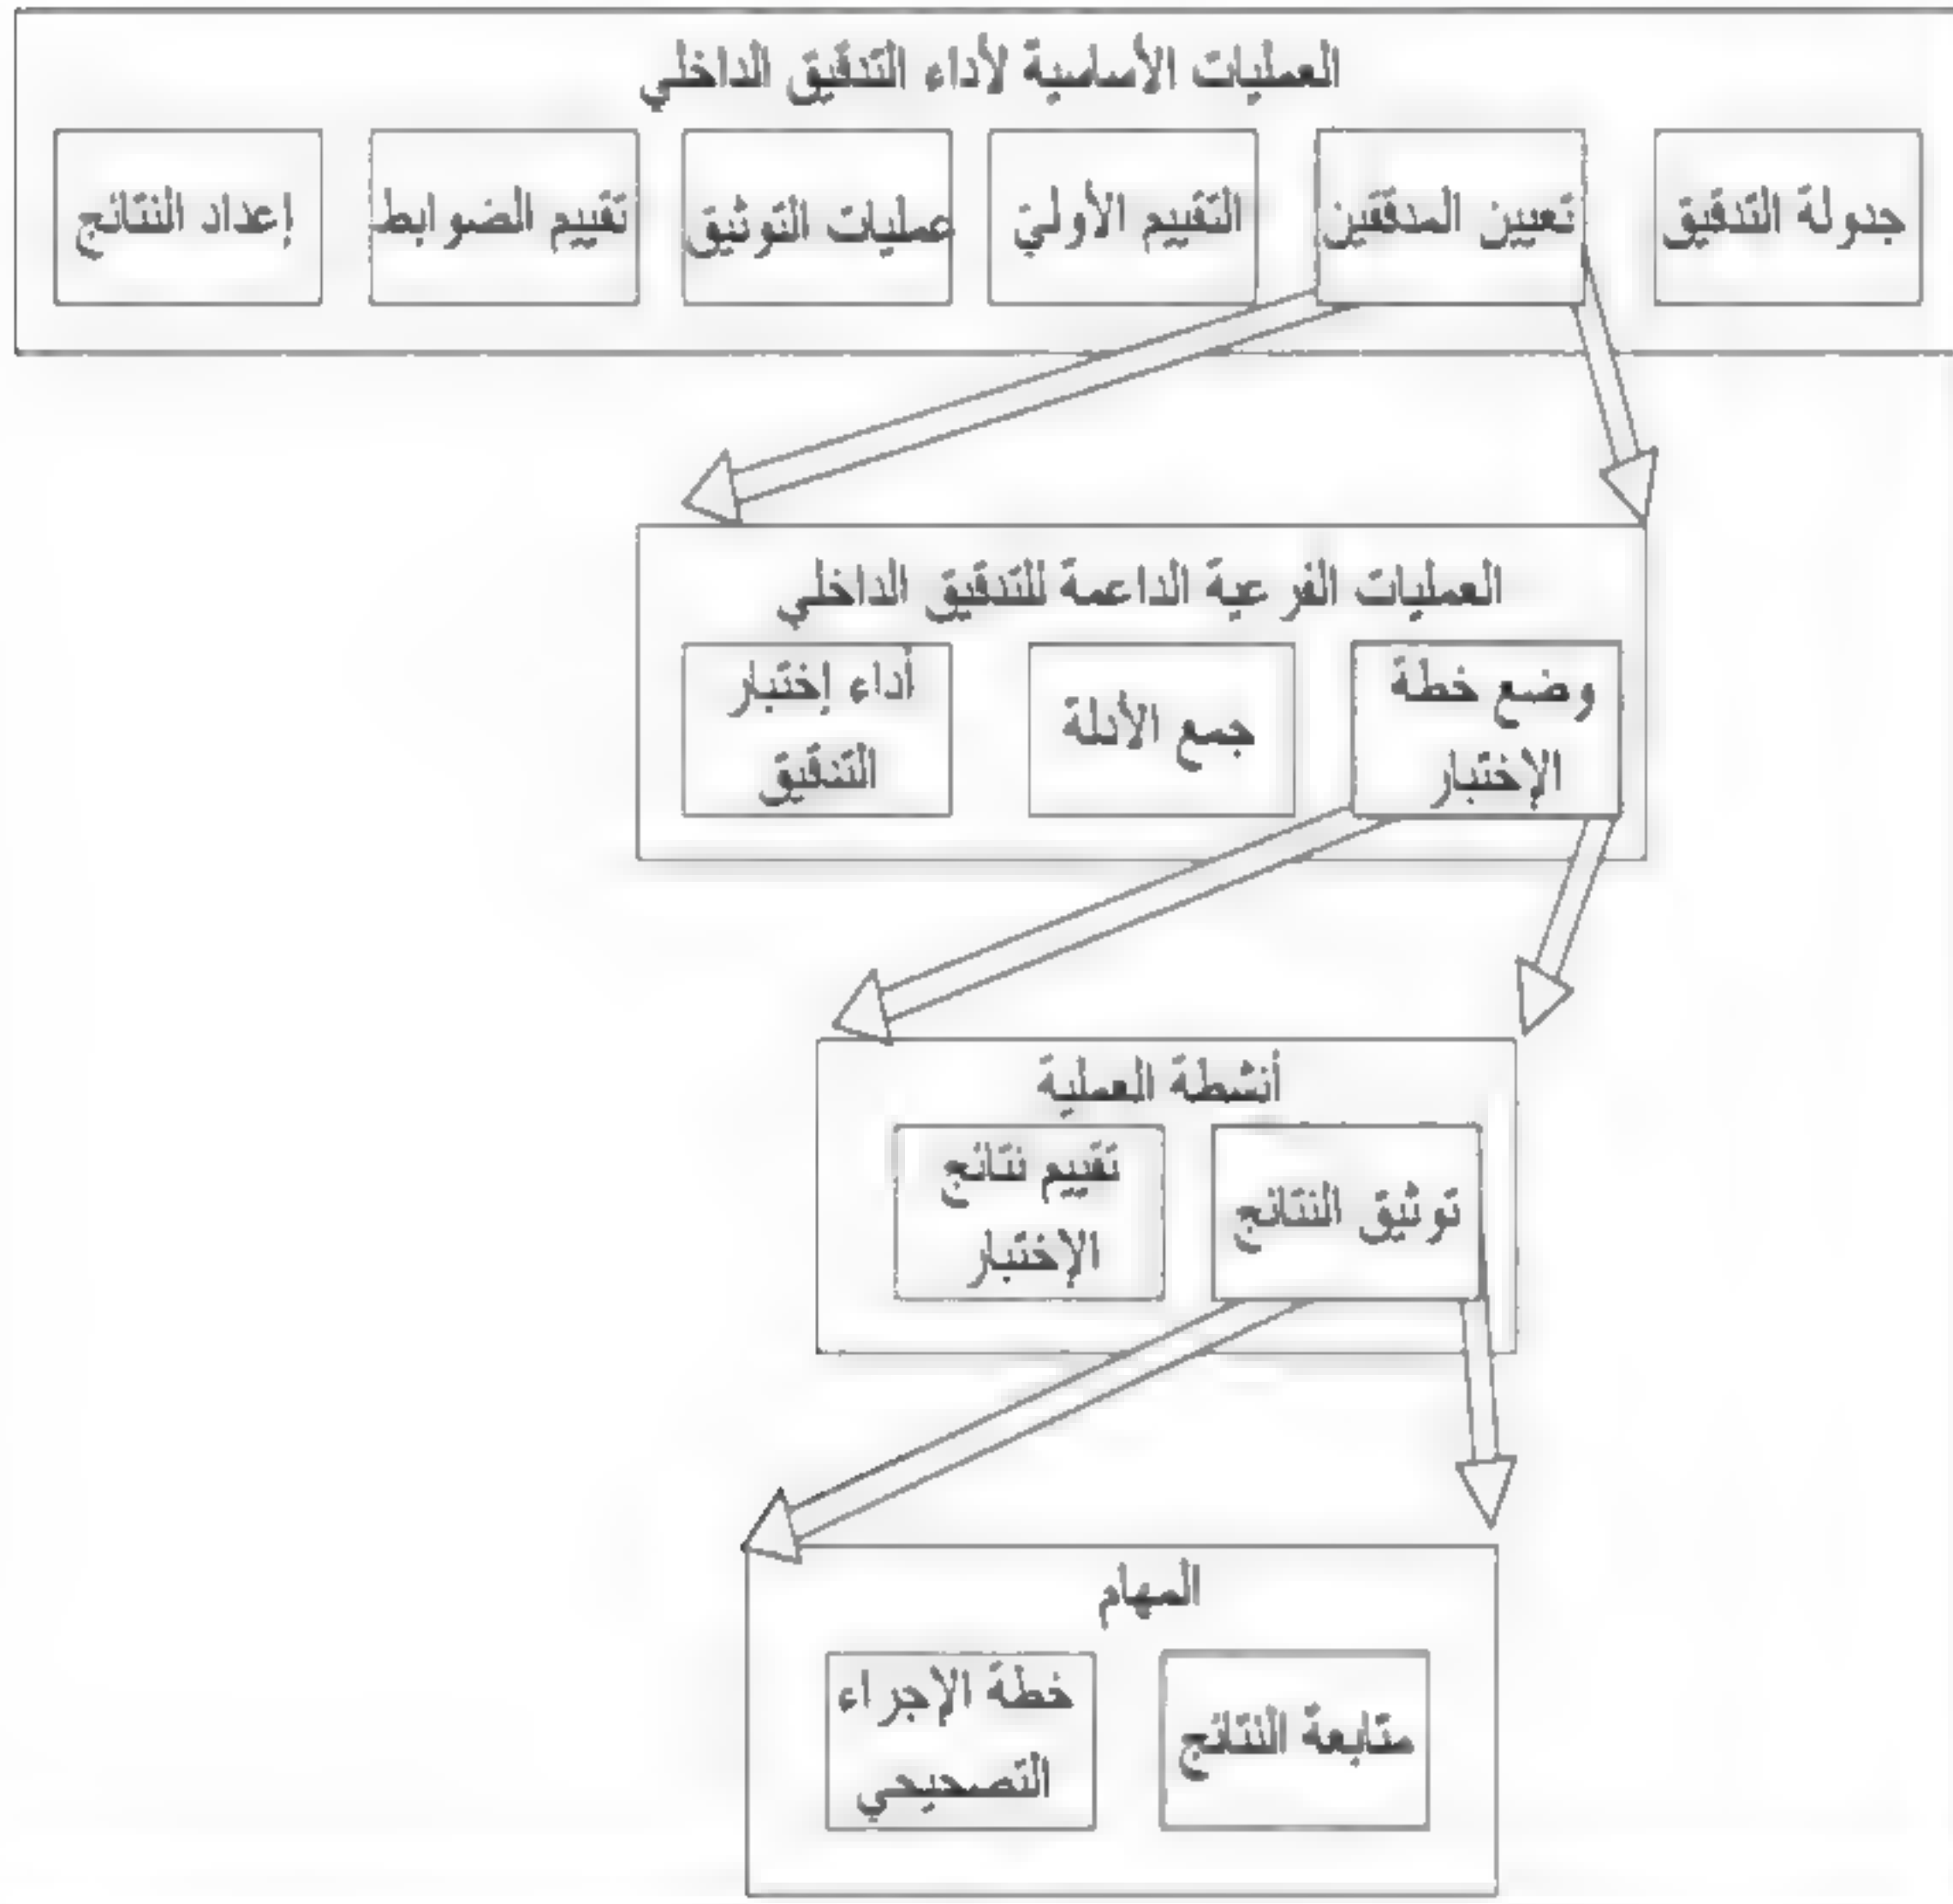 العمليات الأساسية لأداء التدقيق الداخلي
جدولة التدقيق
تعيين المدققين
التقييم الأولي
عمليات التوثيق
تقييم الضوابط
إعداد النتائج
العمليات الفرعية الداعمة للتدقيق الداخلي
وضع خطة
الإختبار
جمع الأدلة
أداء إختبار
التدقيق
أنشطة العملية
توثيق النتائج
تقييم نتائج
الإختبار
المهام
متابعة النتائج
خطة الإجراء
التصحيحي